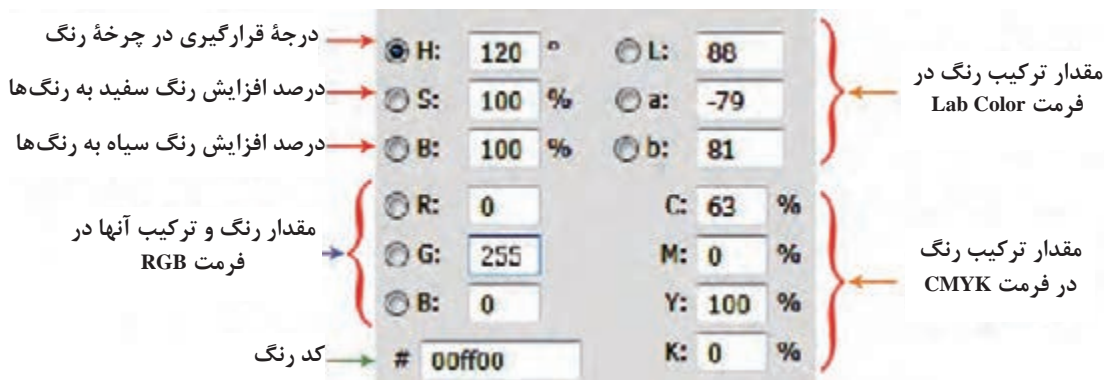 درجهٔ قرارگیری در چرخهٔ رنگ
H: 120 °
L: 88
درصد افزایش رنگ سفید به رنگ‌ها
S: 100 %
a: -79
درصد افزایش رنگ سیاه به رنگ‌ها
B: 100 %
b: 81
مقدار ترکیب رنگ در
فرمت Lab Color
مقدار رنگ و ترکیب آنها در
فرمت RGB
R: 0
G: 255
B: 0
C: 63 %
M: 0 %
Y: 100 %
K: 0 %
مقدار ترکیب رنگ
در فرمت CMYK
کد رنگ
# 00ff00